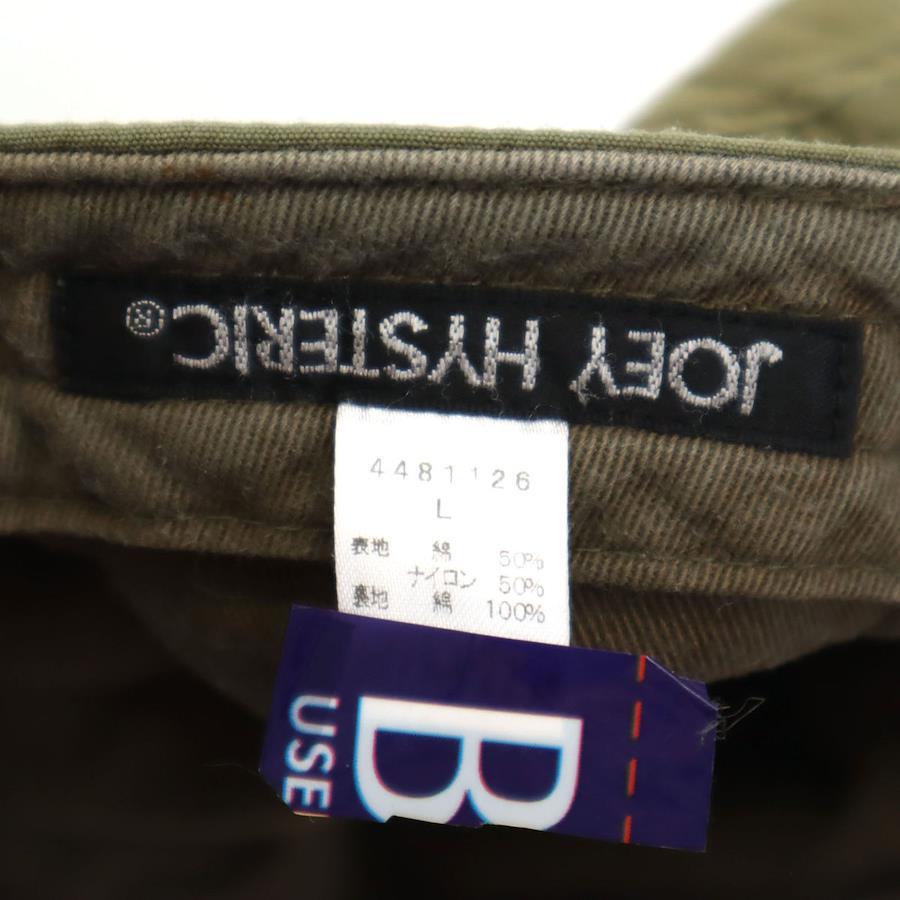 JOEY HYSTERIC®
4481126
L
表地 綿 50%
ナイロン 50%
裏地 綿 100%
B
USE